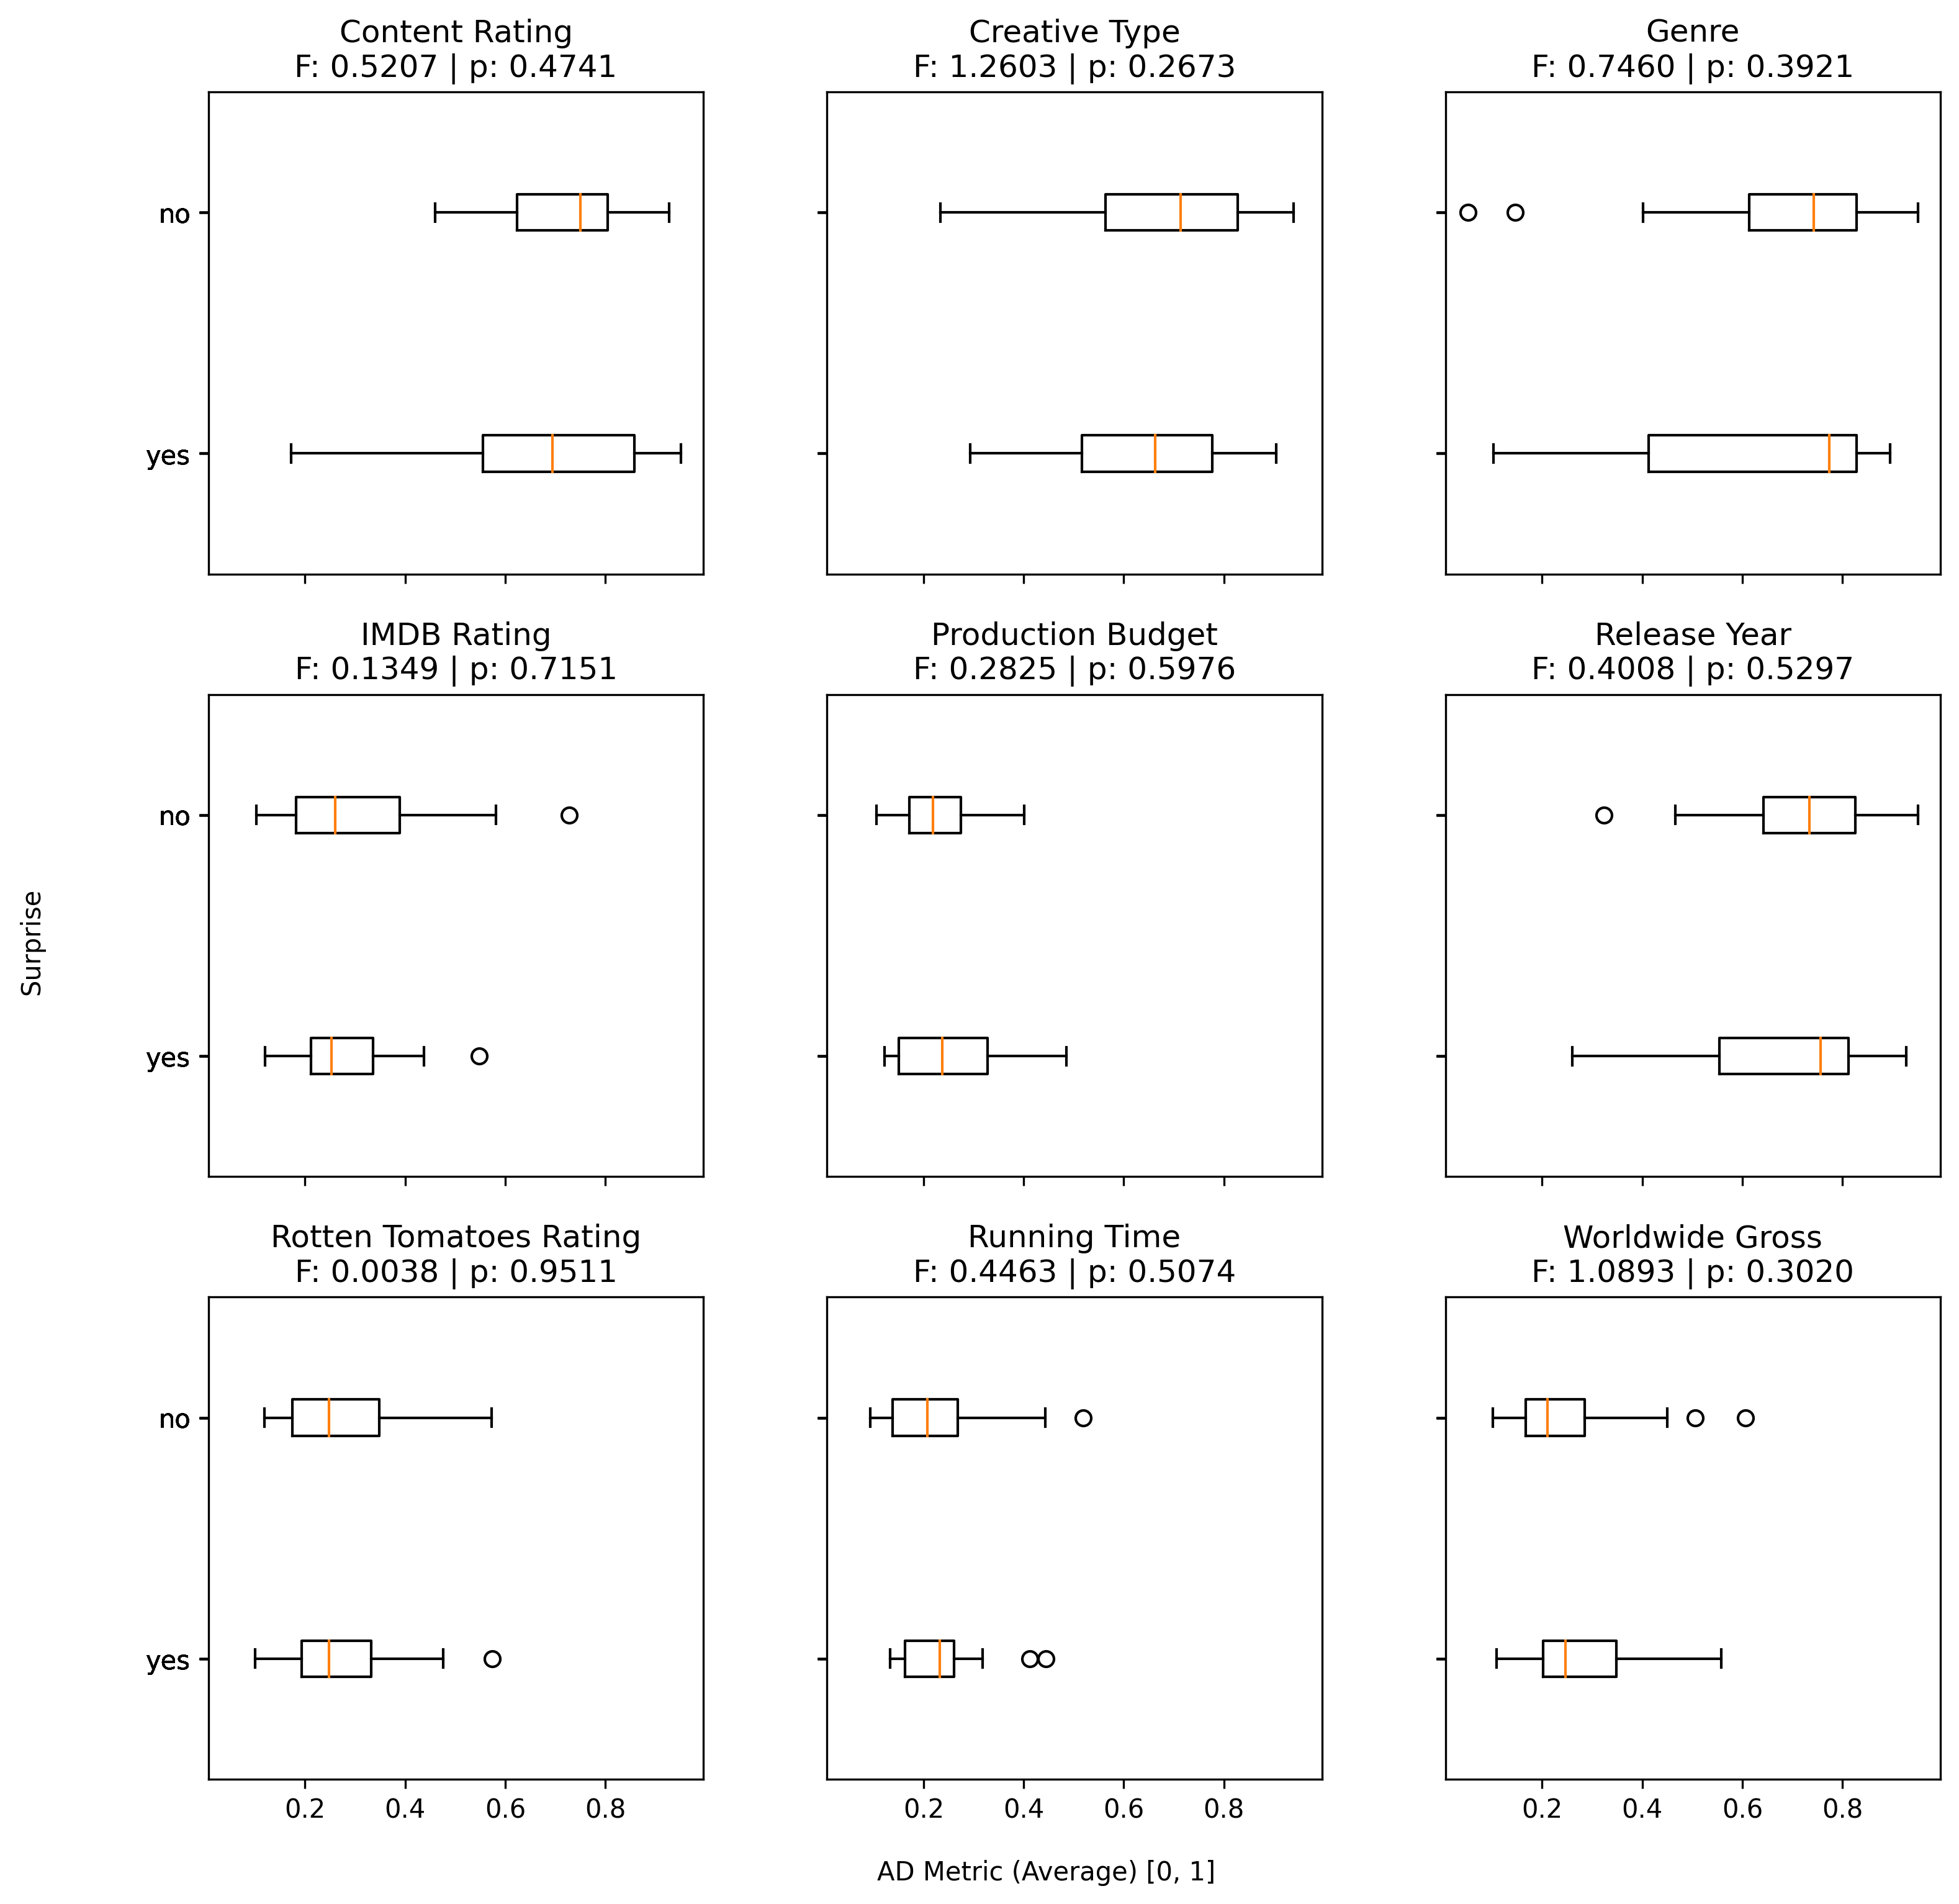 Content Rating
F: 0.5207 | p: 0.4741
Creative Type
F: 1.2603 | p: 0.2673
Genre
F: 0.7460 | p: 0.3921
no
yes
IMDB Rating
F: 0.1349 | p: 0.7151
Production Budget
F: 0.2825 | p: 0.5976
Release Year
F: 0.4008 | p: 0.5297
no
yes
Surprise
Rotten Tomatoes Rating
F: 0.0038 | p: 0.9511
Running Time
F: 0.4463 | p: 0.5074
Worldwide Gross
F: 1.0893 | p: 0.3020
no
yes
0.2 0.4 0.6 0.8
0.2 0.4 0.6 0.8
0.2 0.4 0.6 0.8
AD Metric (Average) [0, 1]